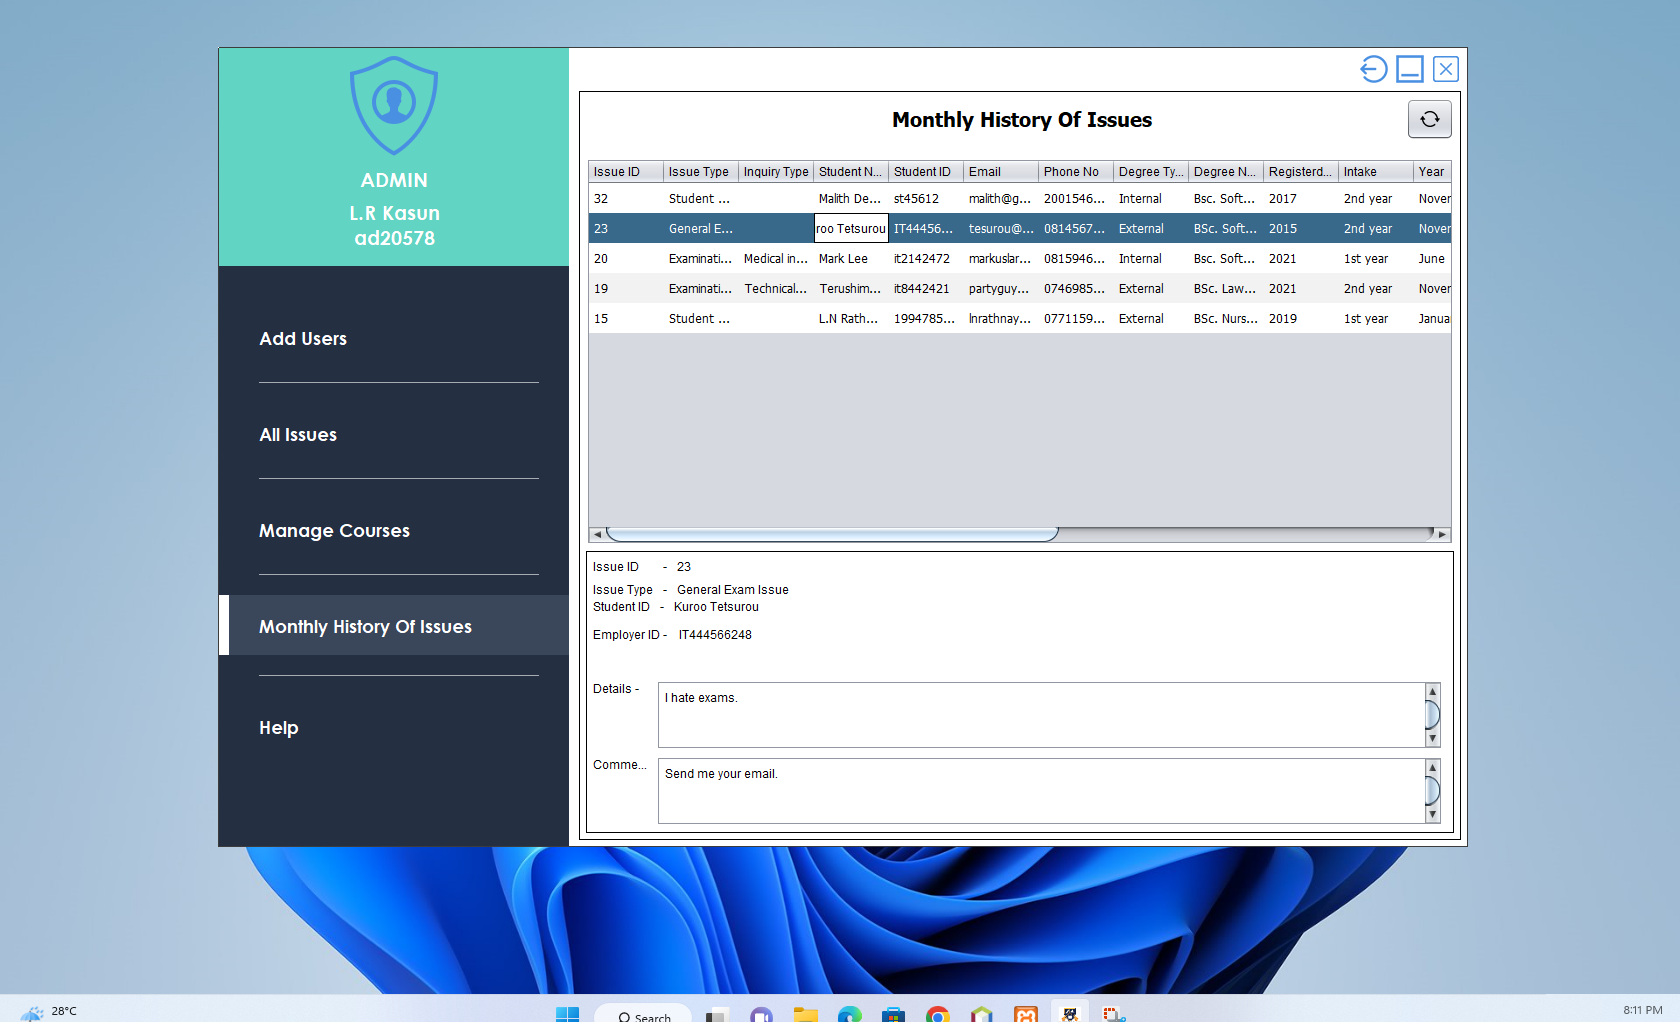 ADMIN
L.R Kasun
ad20578
Add Users
All Issues
Manage Courses
Monthly History Of Issues
Help
Monthly History Of Issues
Issue ID Issue Type Inquiry Type Student N... Student ID Email Phone No Degree Ty... Degree N... Registerd... Intake Year
32 Student ... Malith De... st45612 malith@g... 2001546... Internal Bsc. Soft... 2017 2nd year Nover
23 General E... roo Tetsurou IT44456... tesurou@... 0814567... External BSc. Soft... 2015 2nd year Nover
20 Examinati... Medical in... Mark Lee it2142472 markuslar... 0815946... Internal Bsc. Soft... 2021 1st year June
19 Examinati... Technical... Terushim... it8442421 partyguy... 0746985... External BSc. Law... 2021 2nd year Nover
15 Student ... L.N Rath... 1994785... lnrathnay... 0771159... External BSc. Nurs... 2019 1st year Janua
Issue ID - 23
Issue Type - General Exam Issue
Student ID - Kuroo Tetsurou
Employer ID - IT444566248
Details -
I hate exams.
Comme...
Send me your email.
28°C
Search
8:11 PM